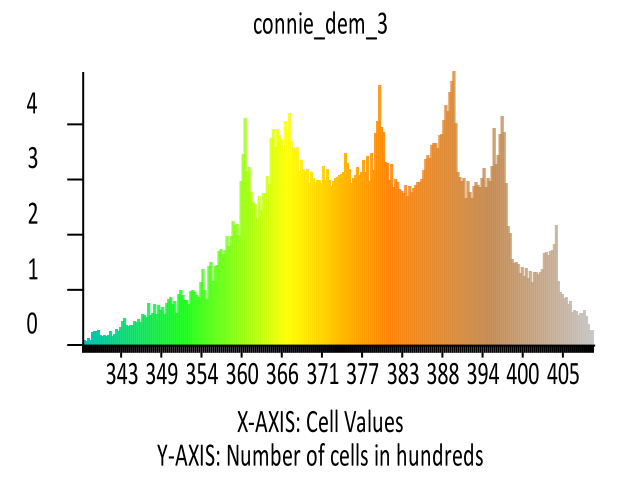 connie_dem_3
4
3
2
1
0
343 349 354 360 366 371 377 383 388 394 400 405
X-AXIS: Cell Values
Y-AXIS: Number of cells in hundreds